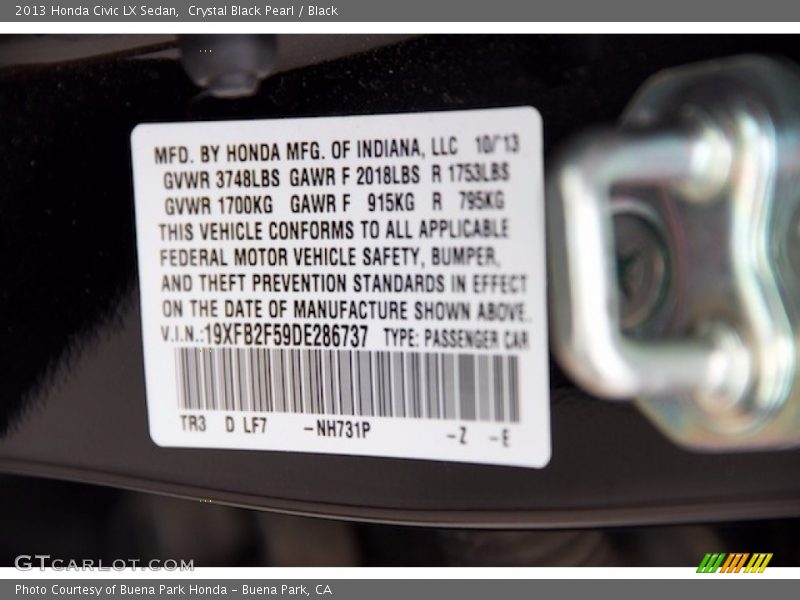 2013 Honda Civic LX Sedan,  Crystal Black Pearl / Black
MFD. BY HONDA MFG. OF INDIANA, LLC 10/13
GVWR 3748LBS GAWR F 2018LBS R 1753LBS
GVWR 1700KG GAWR F 915KG R 795KG
THIS VEHICLE CONFORMS TO ALL APPLICABLE
FEDERAL MOTOR VEHICLE SAFETY, BUMPER,
AND THEFT PREVENTION STANDARDS IN EFFECT
ON THE DATE OF MANUFACTURE SHOWN ABOVE.
V.I.N.:19XFB2F59DE286737 TYPE: PASSENGER CAR
TR3 D LF7 -NH731P -Z -E
GTCARLOT.COM
Photo Courtesy of Buena Park Honda - Buena Park, CA